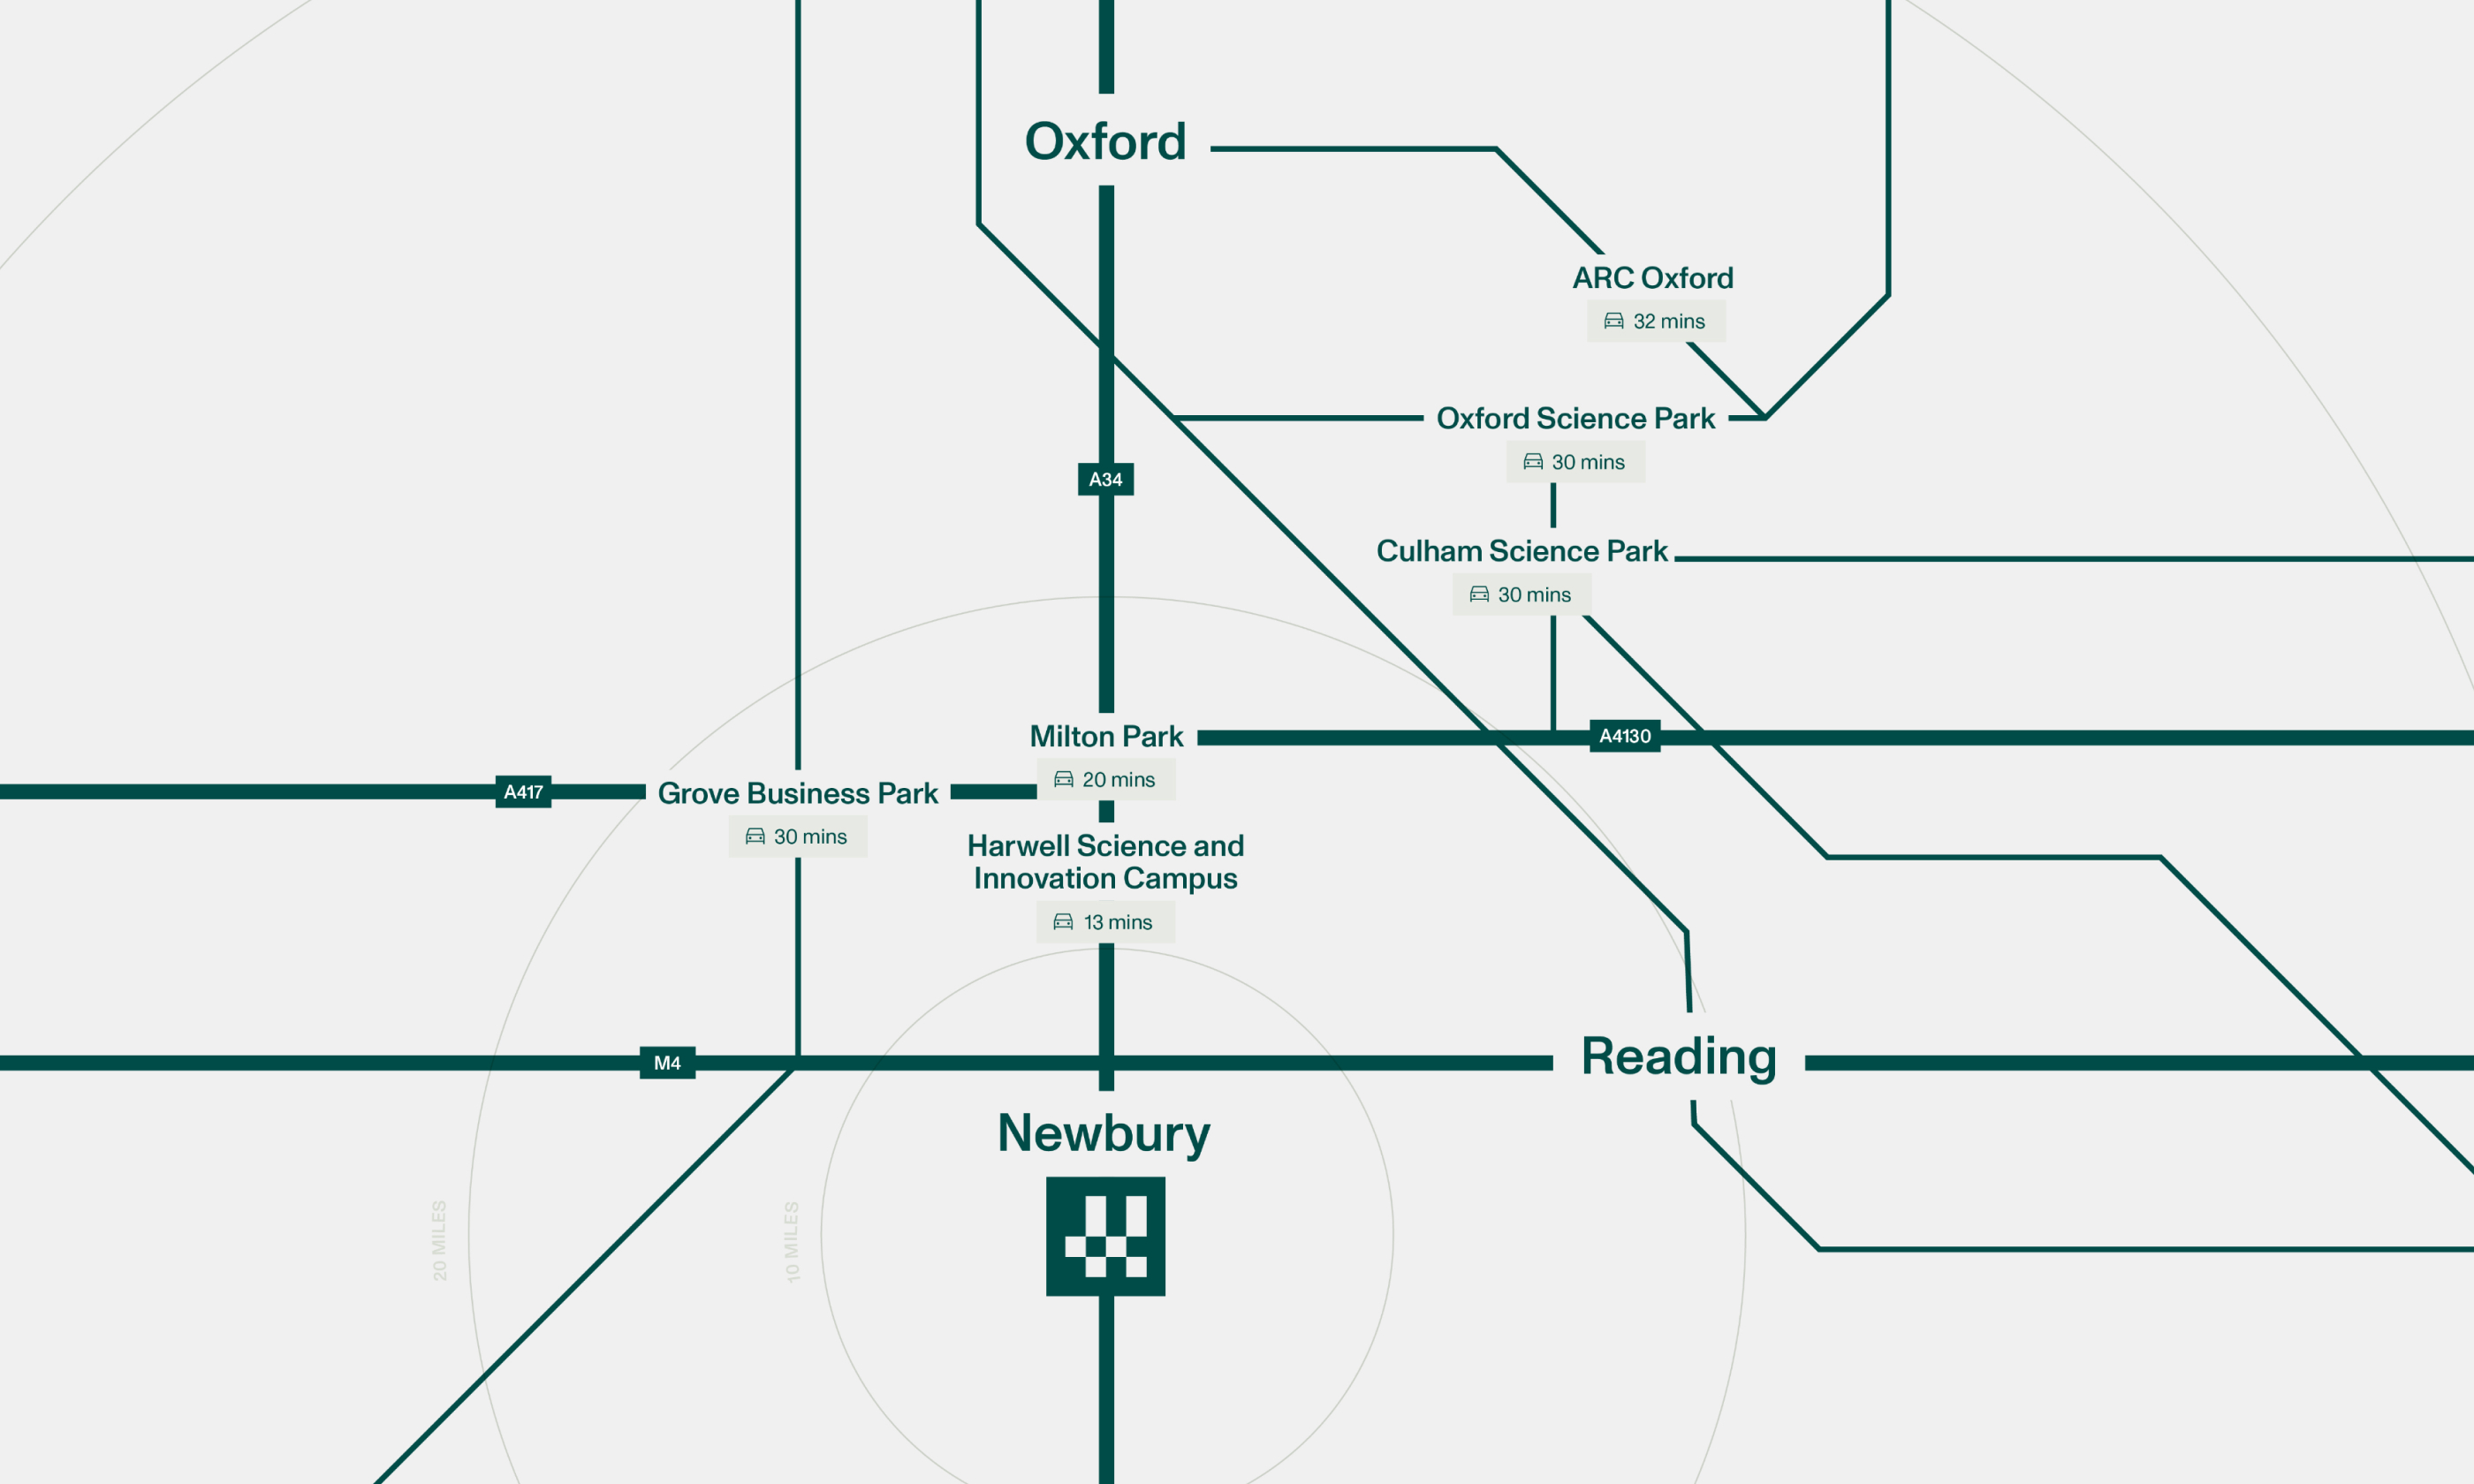 Oxford
ARC Oxford
32 mins
Oxford Science Park
30 mins
A34
Culham Science Park
30 mins
Milton Park
A4130
20 mins
A417
Grove Business Park
30 mins
Harwell Science and
Innovation Campus
13 mins
M4
Reading
Newbury
20 MILES
10 MILES